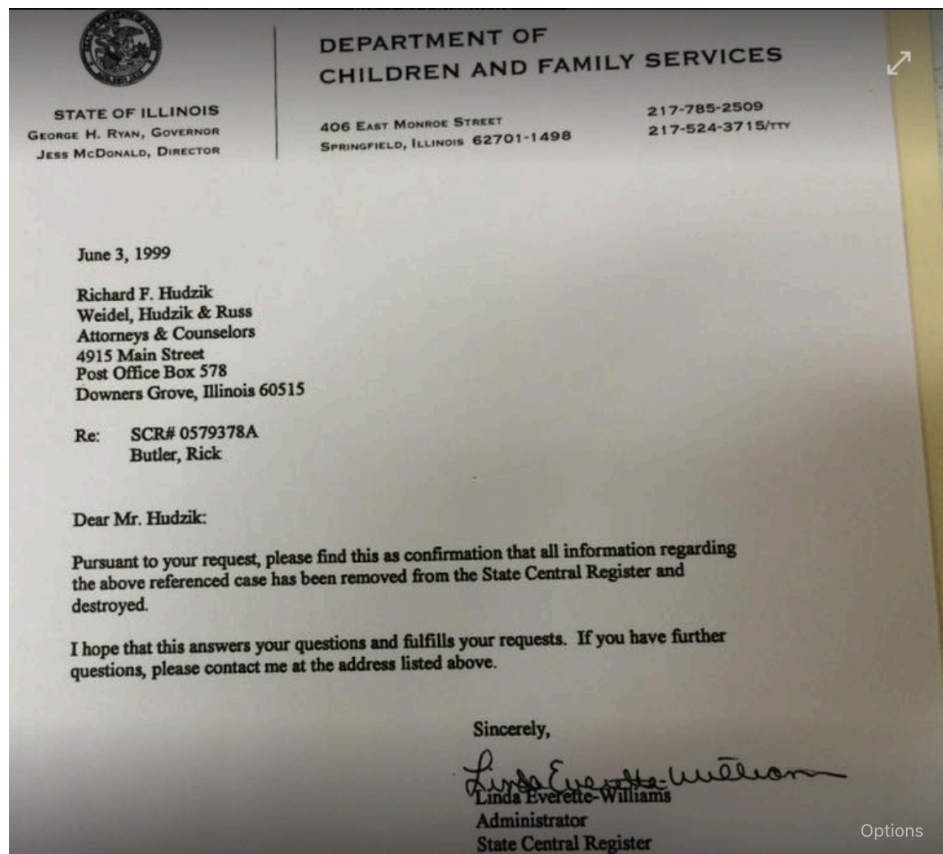 STATE OF ILLINOIS
GEORGE H. RYAN, GOVERNOR
JESS MCDONALD, DIRECTOR
DEPARTMENT OF
CHILDREN AND FAMILY SERVICES
406 EAST MONROE STREET
SPRINGFIELD, ILLINOIS 62701-1498
217-785-2509
217-524-3715/TTY
June 3, 1999
Richard F. Hudzik
Weidel, Hudzik & Russ
Attorneys & Counselors
4915 Main Street
Post Office Box 578
Downers Grove, Illinois 60515
Re: SCR# 0579378A
Butler, Rick
Dear Mr. Hudzik:
Pursuant to your request, please find this as confirmation that all information regarding
the above referenced case has been removed from the State Central Register and
destroyed.
I hope that this answers your questions and fulfills your requests. If you have further
questions, please contact me at the address listed above.
Sincerely,
Linda Everette-Williams
Linda Everette-Williams
Administrator
State Central Register
Options